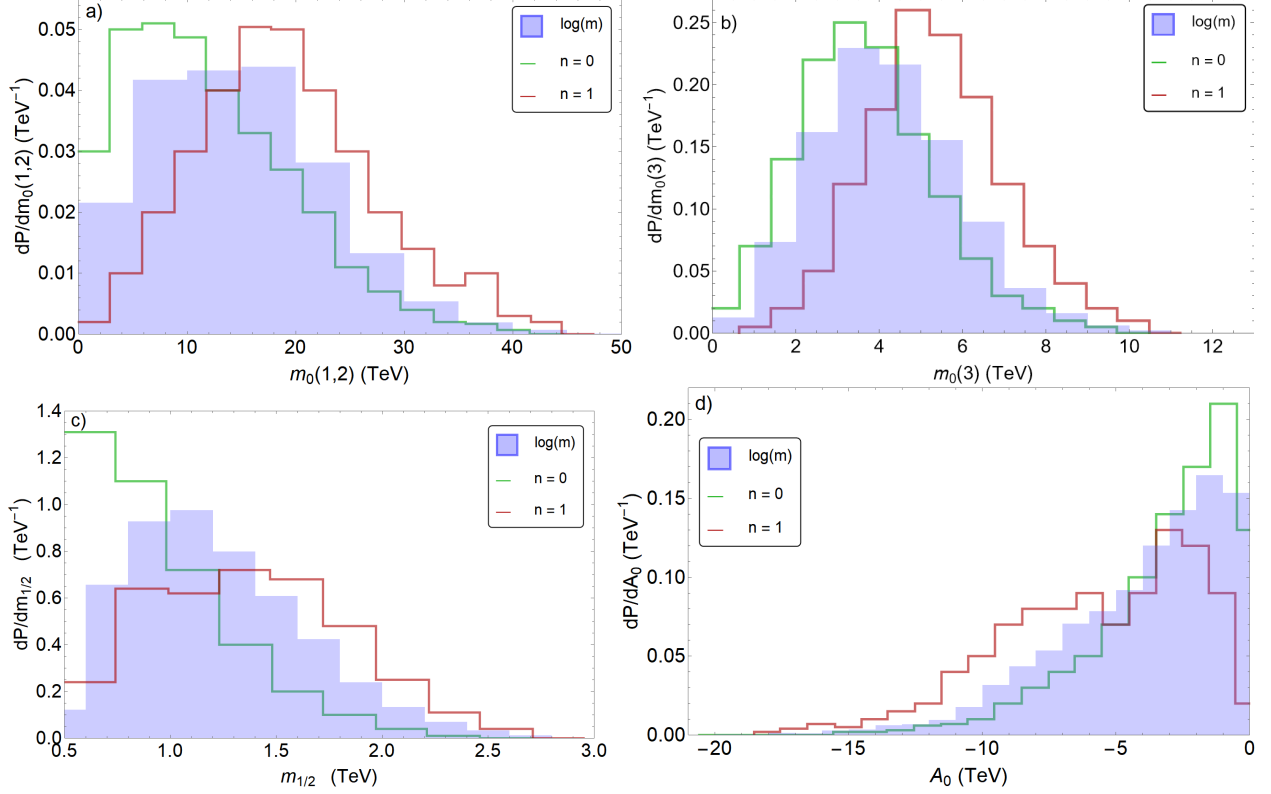 a)
dP/dm₀(1,2) (TeV⁻¹)
0.05
0.04
0.03
0.02
0.01
0.00
0 10 20 30 40 50
m₀(1,2) (TeV)
log(m)
n = 0
n = 1
b)
dP/dm₀(3) (TeV⁻¹)
0.25
0.20
0.15
0.10
0.05
0.00
0 2 4 6 8 10 12
m₀(3) (TeV)
log(m)
n = 0
n = 1
c)
dP/dm₁/₂ (TeV⁻¹)
1.4
1.2
1.0
0.8
0.6
0.4
0.2
0.0
0.5 1.0 1.5 2.0 2.5 3.0
m₁/₂ (TeV)
log(m)
n = 0
n = 1
d)
dP/dA₀ (TeV⁻¹)
0.20
0.15
0.10
0.05
0.00
−20 −15 −10 −5 0
A₀ (TeV)
log(m)
n = 0
n = 1